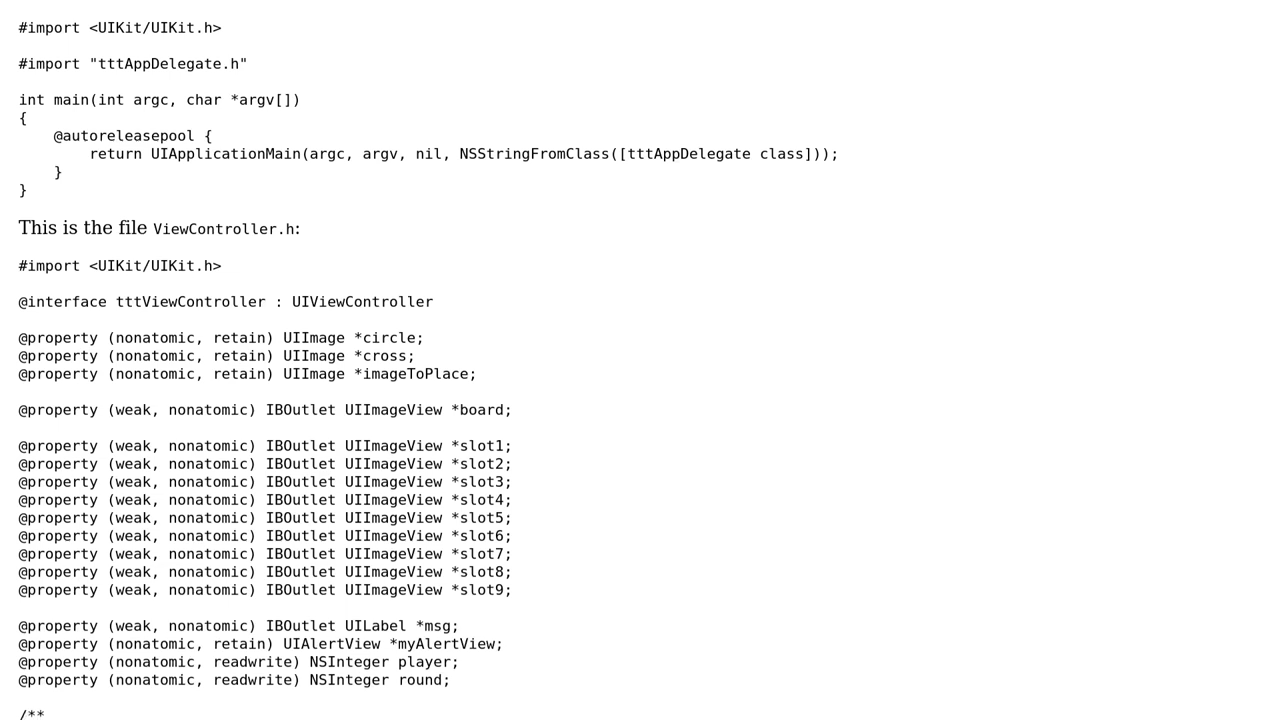 #import <UIKit/UIKit.h>
#import "tttAppDelegate.h"
int main(int argc, char *argv[])
{
    @autoreleasepool {
        return UIApplicationMain(argc, argv, nil, NSStringFromClass([tttAppDelegate class]));
    }
}
This is the file ViewController.h:
#import <UIKit/UIKit.h>
@interface tttViewController : UIViewController
@property (nonatomic, retain) UIImage *circle;
@property (nonatomic, retain) UIImage *cross;
@property (nonatomic, retain) UIImage *imageToPlace;
@property (weak, nonatomic) IBOutlet UIImageView *board;
@property (weak, nonatomic) IBOutlet UIImageView *slot1;
@property (weak, nonatomic) IBOutlet UIImageView *slot2;
@property (weak, nonatomic) IBOutlet UIImageView *slot3;
@property (weak, nonatomic) IBOutlet UIImageView *slot4;
@property (weak, nonatomic) IBOutlet UIImageView *slot5;
@property (weak, nonatomic) IBOutlet UIImageView *slot6;
@property (weak, nonatomic) IBOutlet UIImageView *slot7;
@property (weak, nonatomic) IBOutlet UIImageView *slot8;
@property (weak, nonatomic) IBOutlet UIImageView *slot9;
@property (weak, nonatomic) IBOutlet UILabel *msg;
@property (nonatomic, retain) UIAlertView *myAlertView;
@property (nonatomic, readwrite) NSInteger player;
@property (nonatomic, readwrite) NSInteger round;
/**